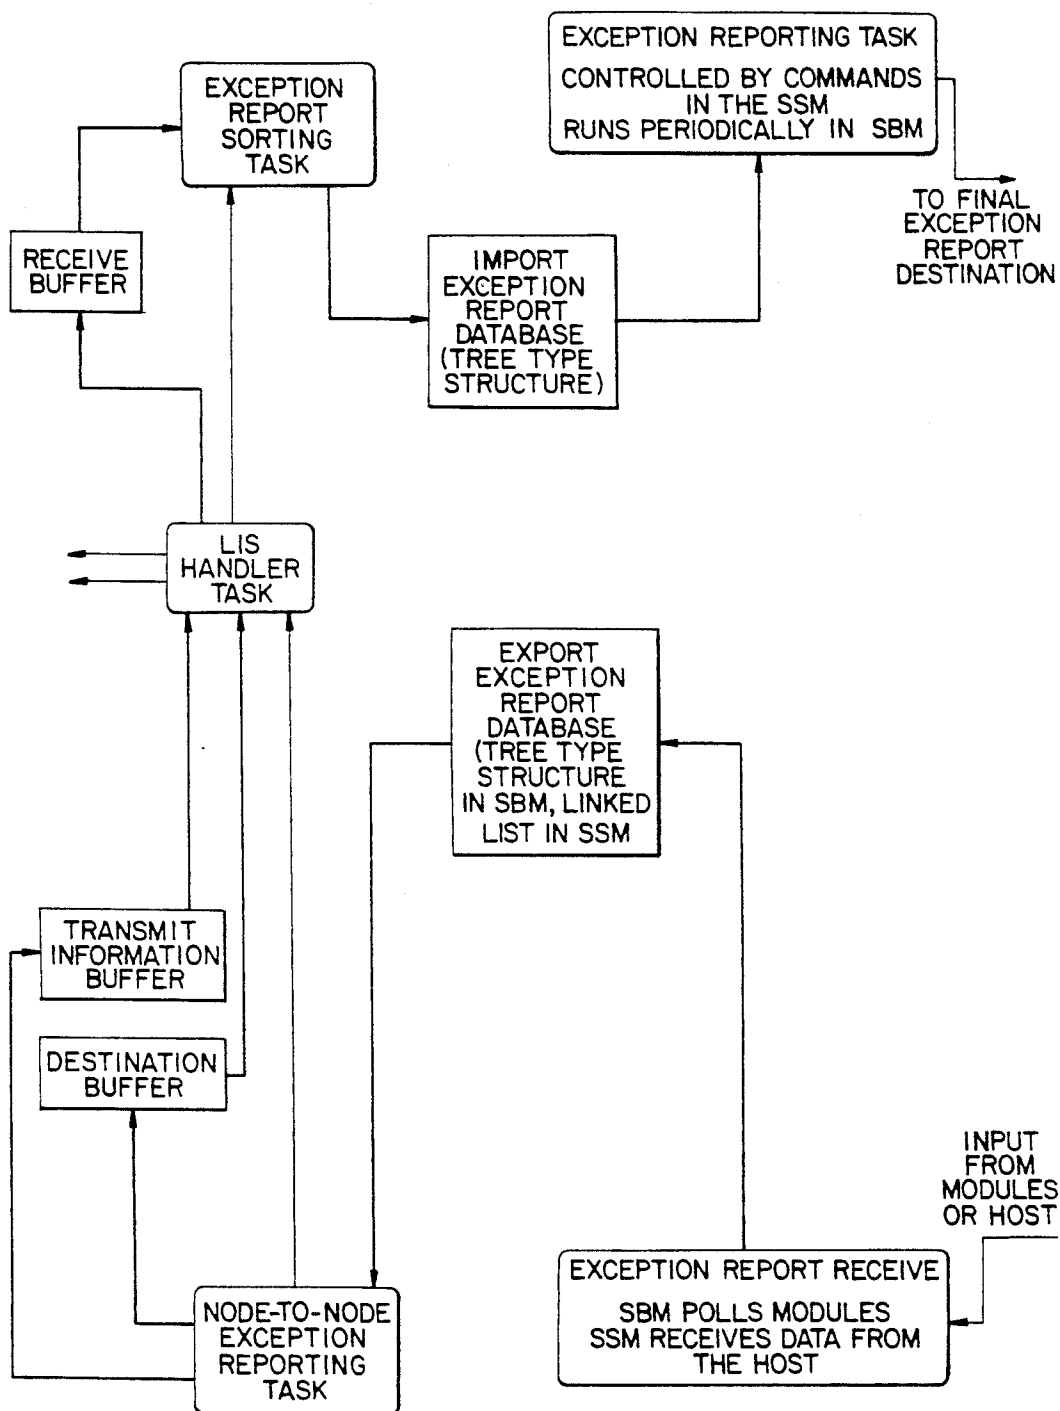 EXCEPTION REPORTING TASK
CONTROLLED BY COMMANDS
IN THE SSM
RUNS PERIODICALLY IN SBM
EXCEPTION
REPORT
SORTING
TASK
TO FINAL
EXCEPTION
REPORT
DESTINATION
RECEIVE
BUFFER
IMPORT
EXCEPTION
REPORT
DATABASE
(TREE TYPE
STRUCTURE)
LIS
HANDLER
TASK
EXPORT
EXCEPTION
REPORT
DATABASE
(TREE TYPE
STRUCTURE
IN SBM, LINKED
LIST IN SSM
TRANSMIT
INFORMATION
BUFFER
DESTINATION
BUFFER
INPUT
FROM
MODULES
OR HOST
EXCEPTION REPORT RECEIVE
SBM POLLS MODULES
SSM RECEIVES DATA FROM
THE HOST
NODE-TO-NODE
EXCEPTION
REPORTING
TASK